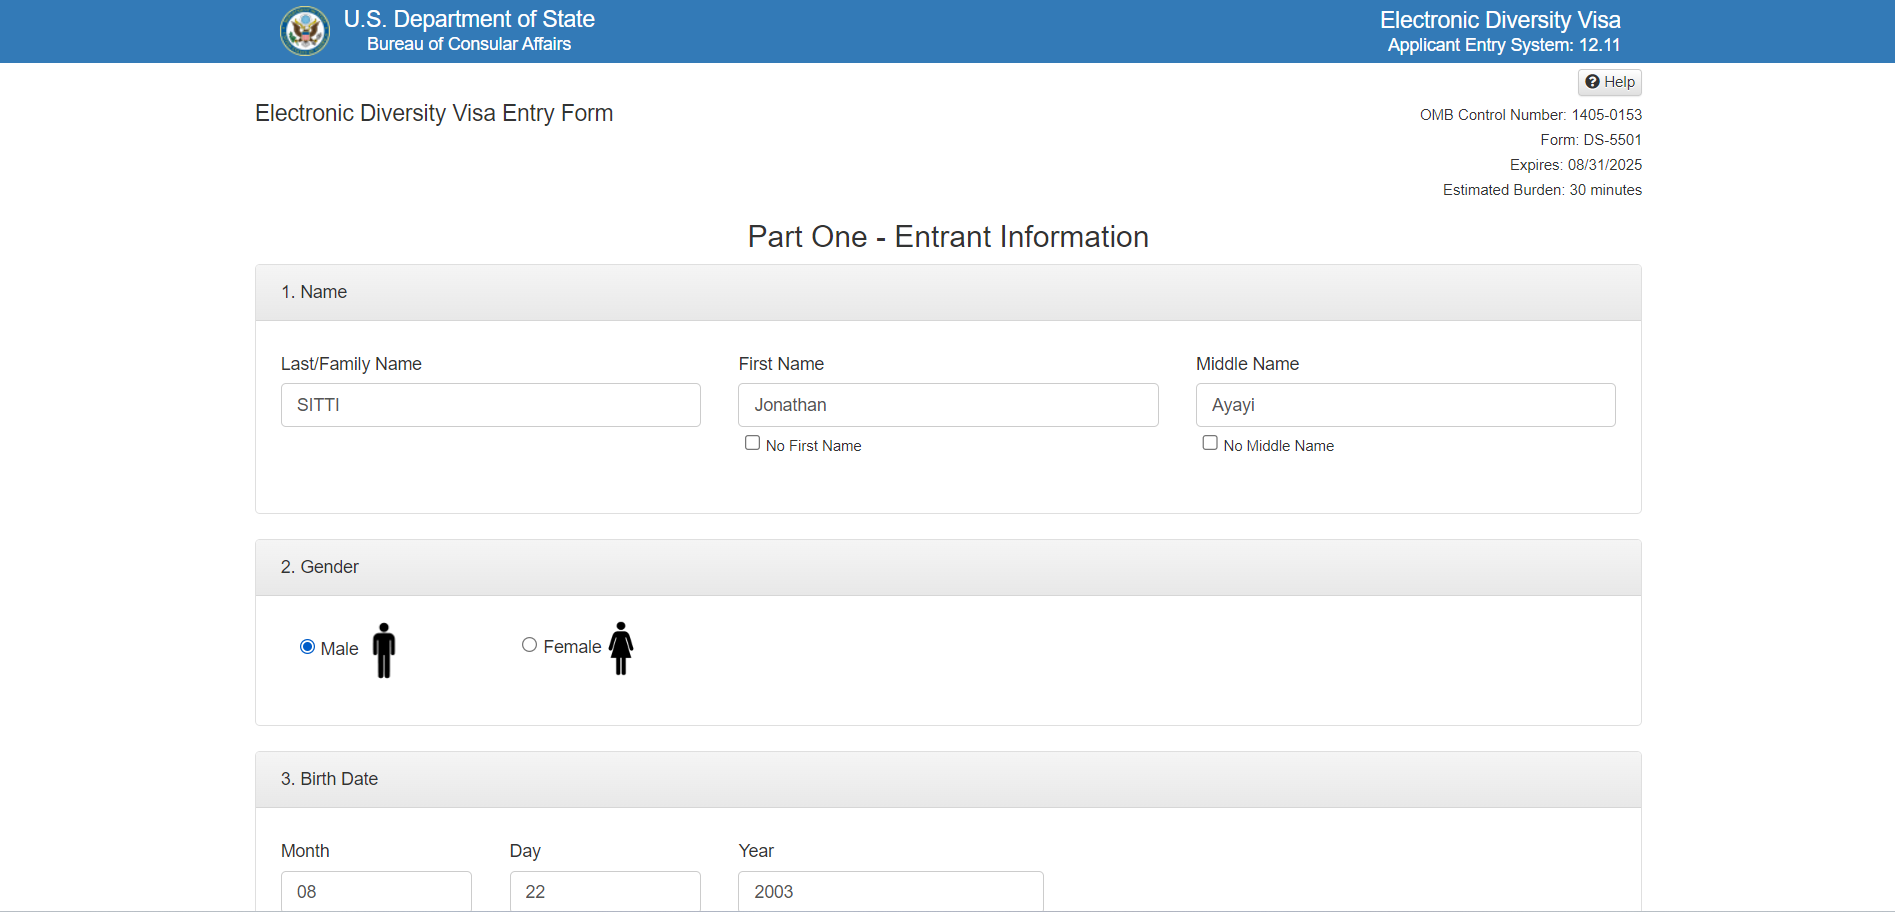 U.S. Department of State
Bureau of Consular Affairs
Electronic Diversity Visa
Applicant Entry System: 12.11
Help
Electronic Diversity Visa Entry Form
OMB Control Number: 1405-0153
Form: DS-5501
Expires: 08/31/2025
Estimated Burden: 30 minutes
Part One - Entrant Information
1. Name
Last/Family Name
First Name
Middle Name
SITTI
Jonathan
Ayayi
No First Name
No Middle Name
2. Gender
Male
Female
3. Birth Date
Month
Day
Year
08
22
2003